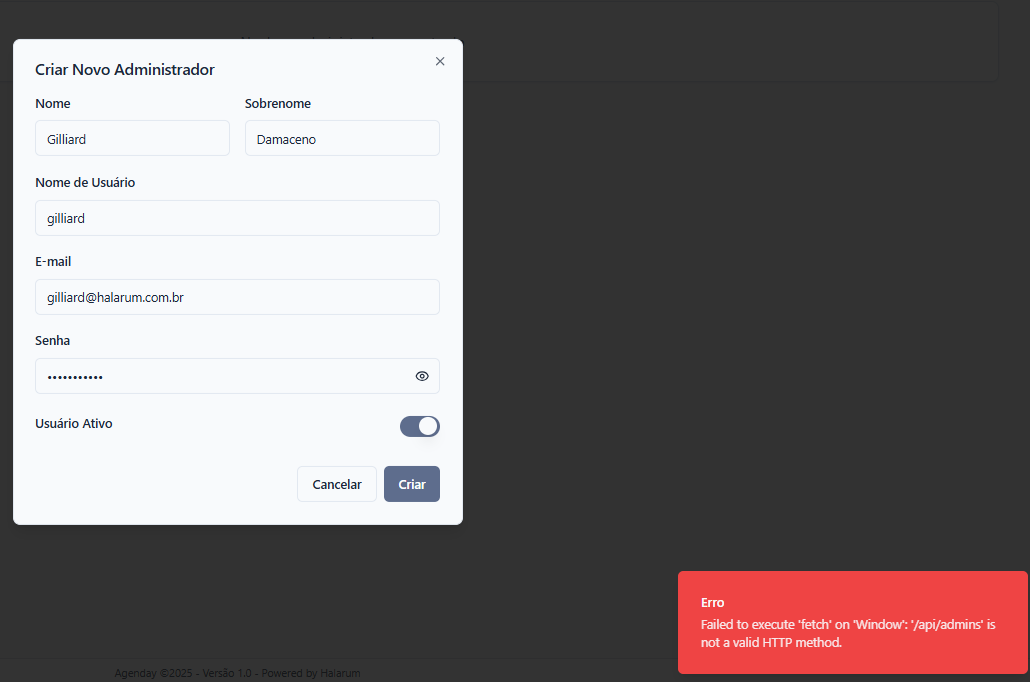 Criar Novo Administrador
Nome Sobrenome
Gilliard Damaceno
Nome de Usuário
gilliard
E-mail
gilliard@halarum.com.br
Senha
•••••••••••
Usuário Ativo
Cancelar Criar
Erro
Failed to execute 'fetch' on 'Window': '/api/admins' is
not a valid HTTP method.
Agenday ©2025 - Versão 1.0 - Powered by Halarum